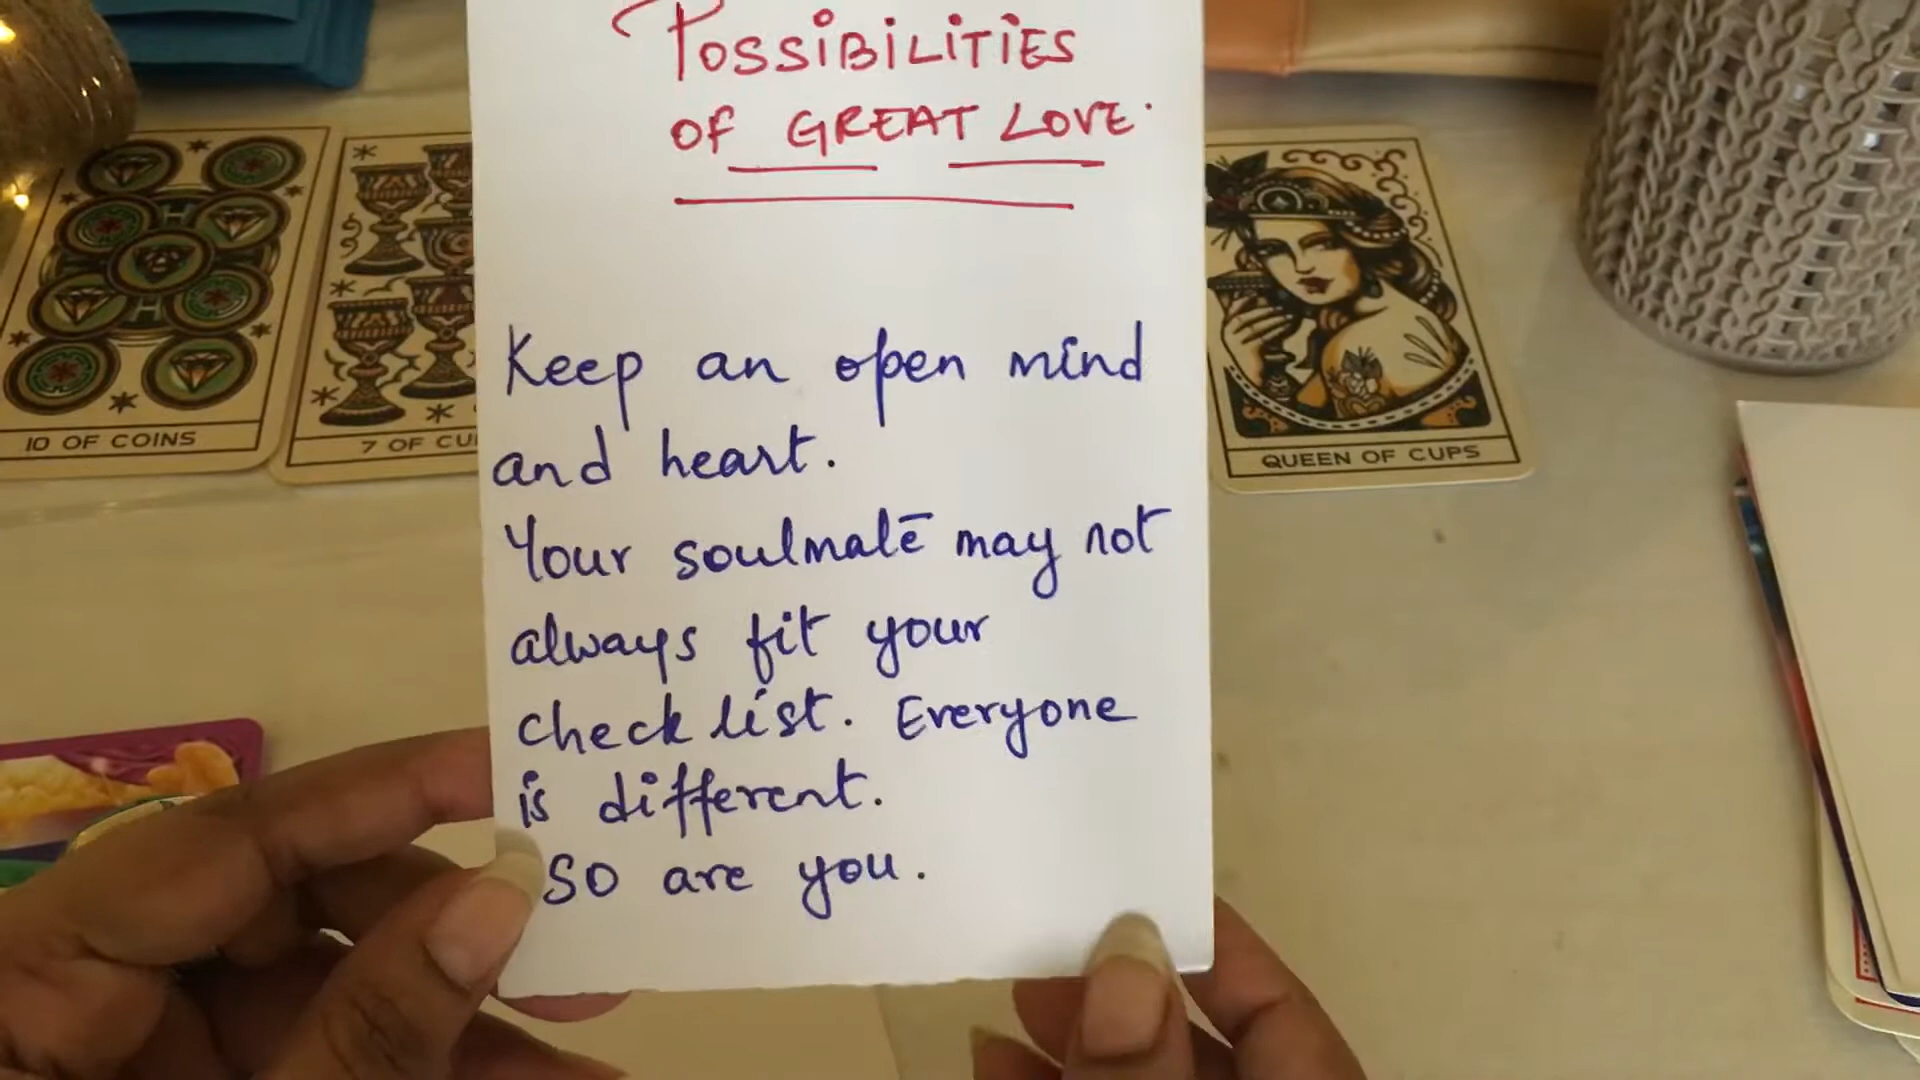 POSSIBILITIES
OF GREAT LOVE.
Keep an open mind
and heart.
Your soulmate may not
always fit your
check list. Everyone
is different.
So are you.
10 OF COINS
7 OF CU
QUEEN OF CUPS